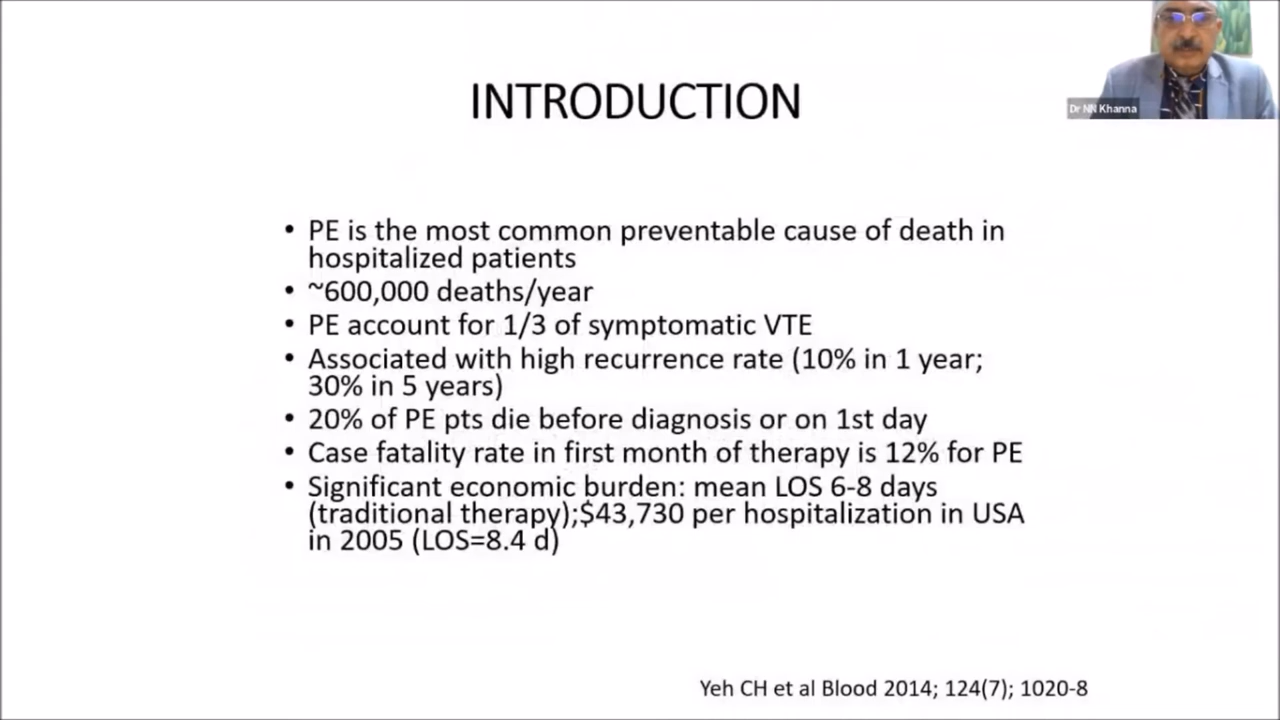 Dr NN Khanna
INTRODUCTION
• PE is the most common preventable cause of death in
hospitalized patients
• ~600,000 deaths/year
• PE account for 1/3 of symptomatic VTE
• Associated with high recurrence rate (10% in 1 year;
30% in 5 years)
• 20% of PE pts die before diagnosis or on 1st day
• Case fatality rate in first month of therapy is 12% for PE
• Significant economic burden: mean LOS 6-8 days
(traditional therapy);$43,730 per hospitalization in USA
in 2005 (LOS=8.4 d)
Yeh CH et al Blood 2014; 124(7); 1020-8